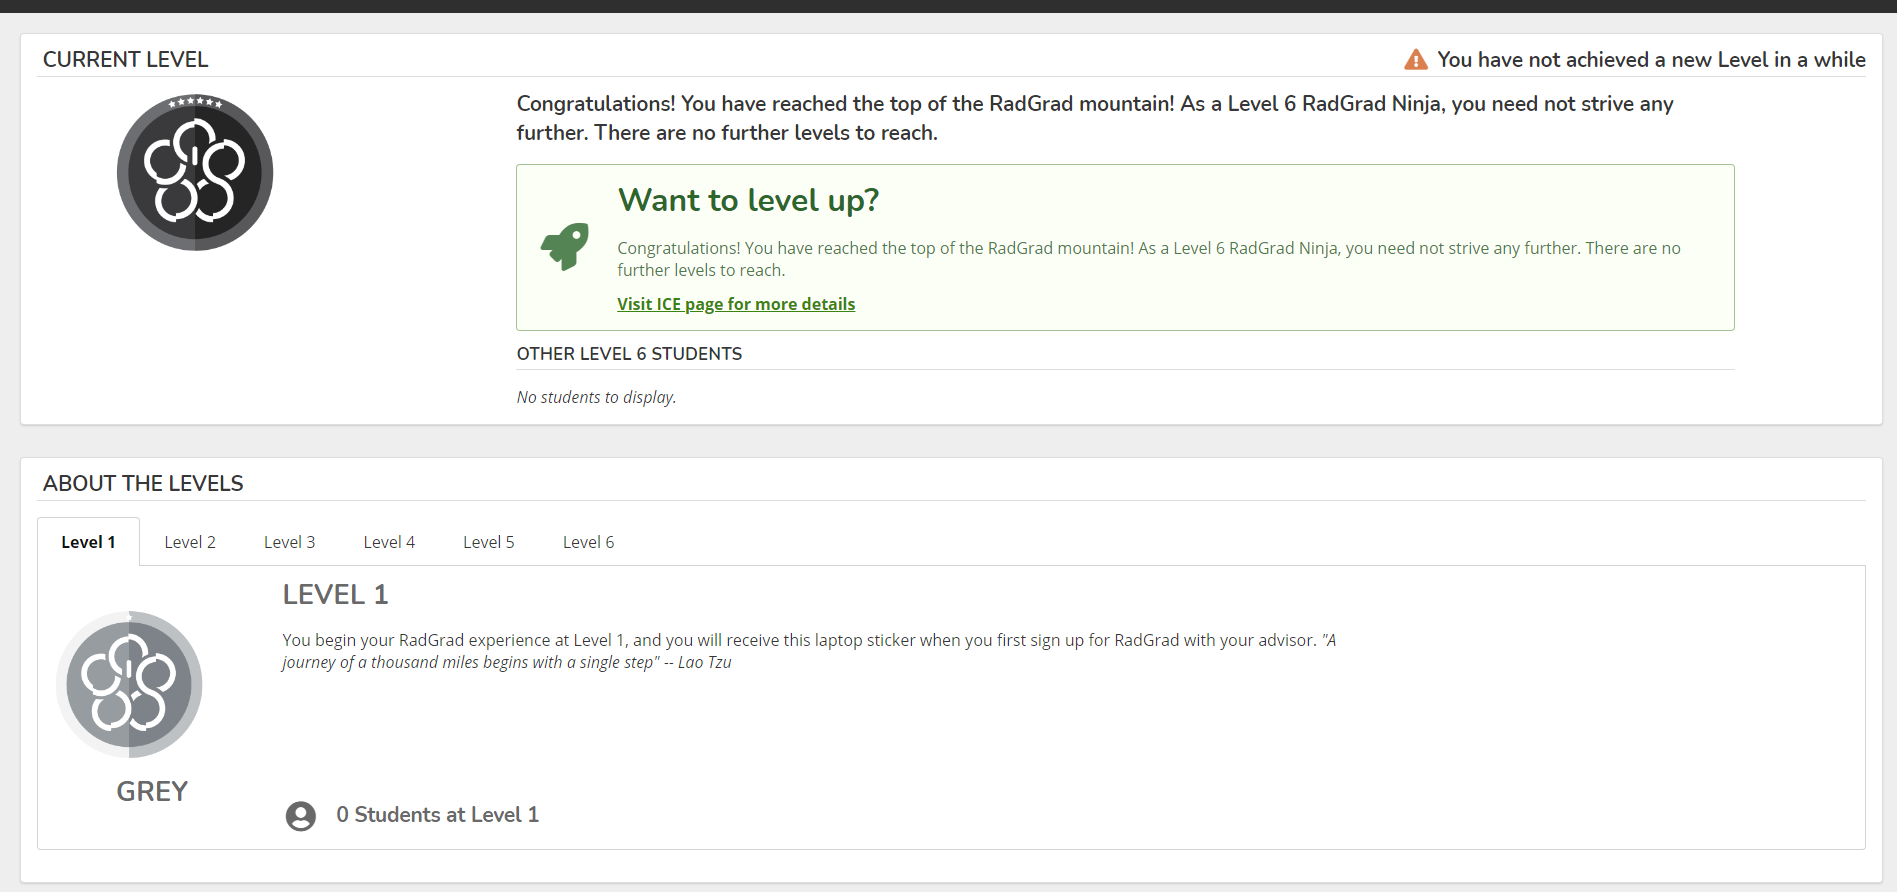 CURRENT LEVEL
You have not achieved a new Level in a while
Congratulations! You have reached the top of the RadGrad mountain! As a Level 6 RadGrad Ninja, you need not strive any
further. There are no further levels to reach.
Want to level up?
Congratulations! You have reached the top of the RadGrad mountain! As a Level 6 RadGrad Ninja, you need not strive any further. There are no
further levels to reach.
Visit ICE page for more details
OTHER LEVEL 6 STUDENTS
No students to display.
ABOUT THE LEVELS
Level 1
Level 2
Level 3
Level 4
Level 5
Level 6
LEVEL 1
You begin your RadGrad experience at Level 1, and you will receive this laptop sticker when you first sign up for RadGrad with your advisor. "A
journey of a thousand miles begins with a single step" -- Lao Tzu
GREY
0 Students at Level 1